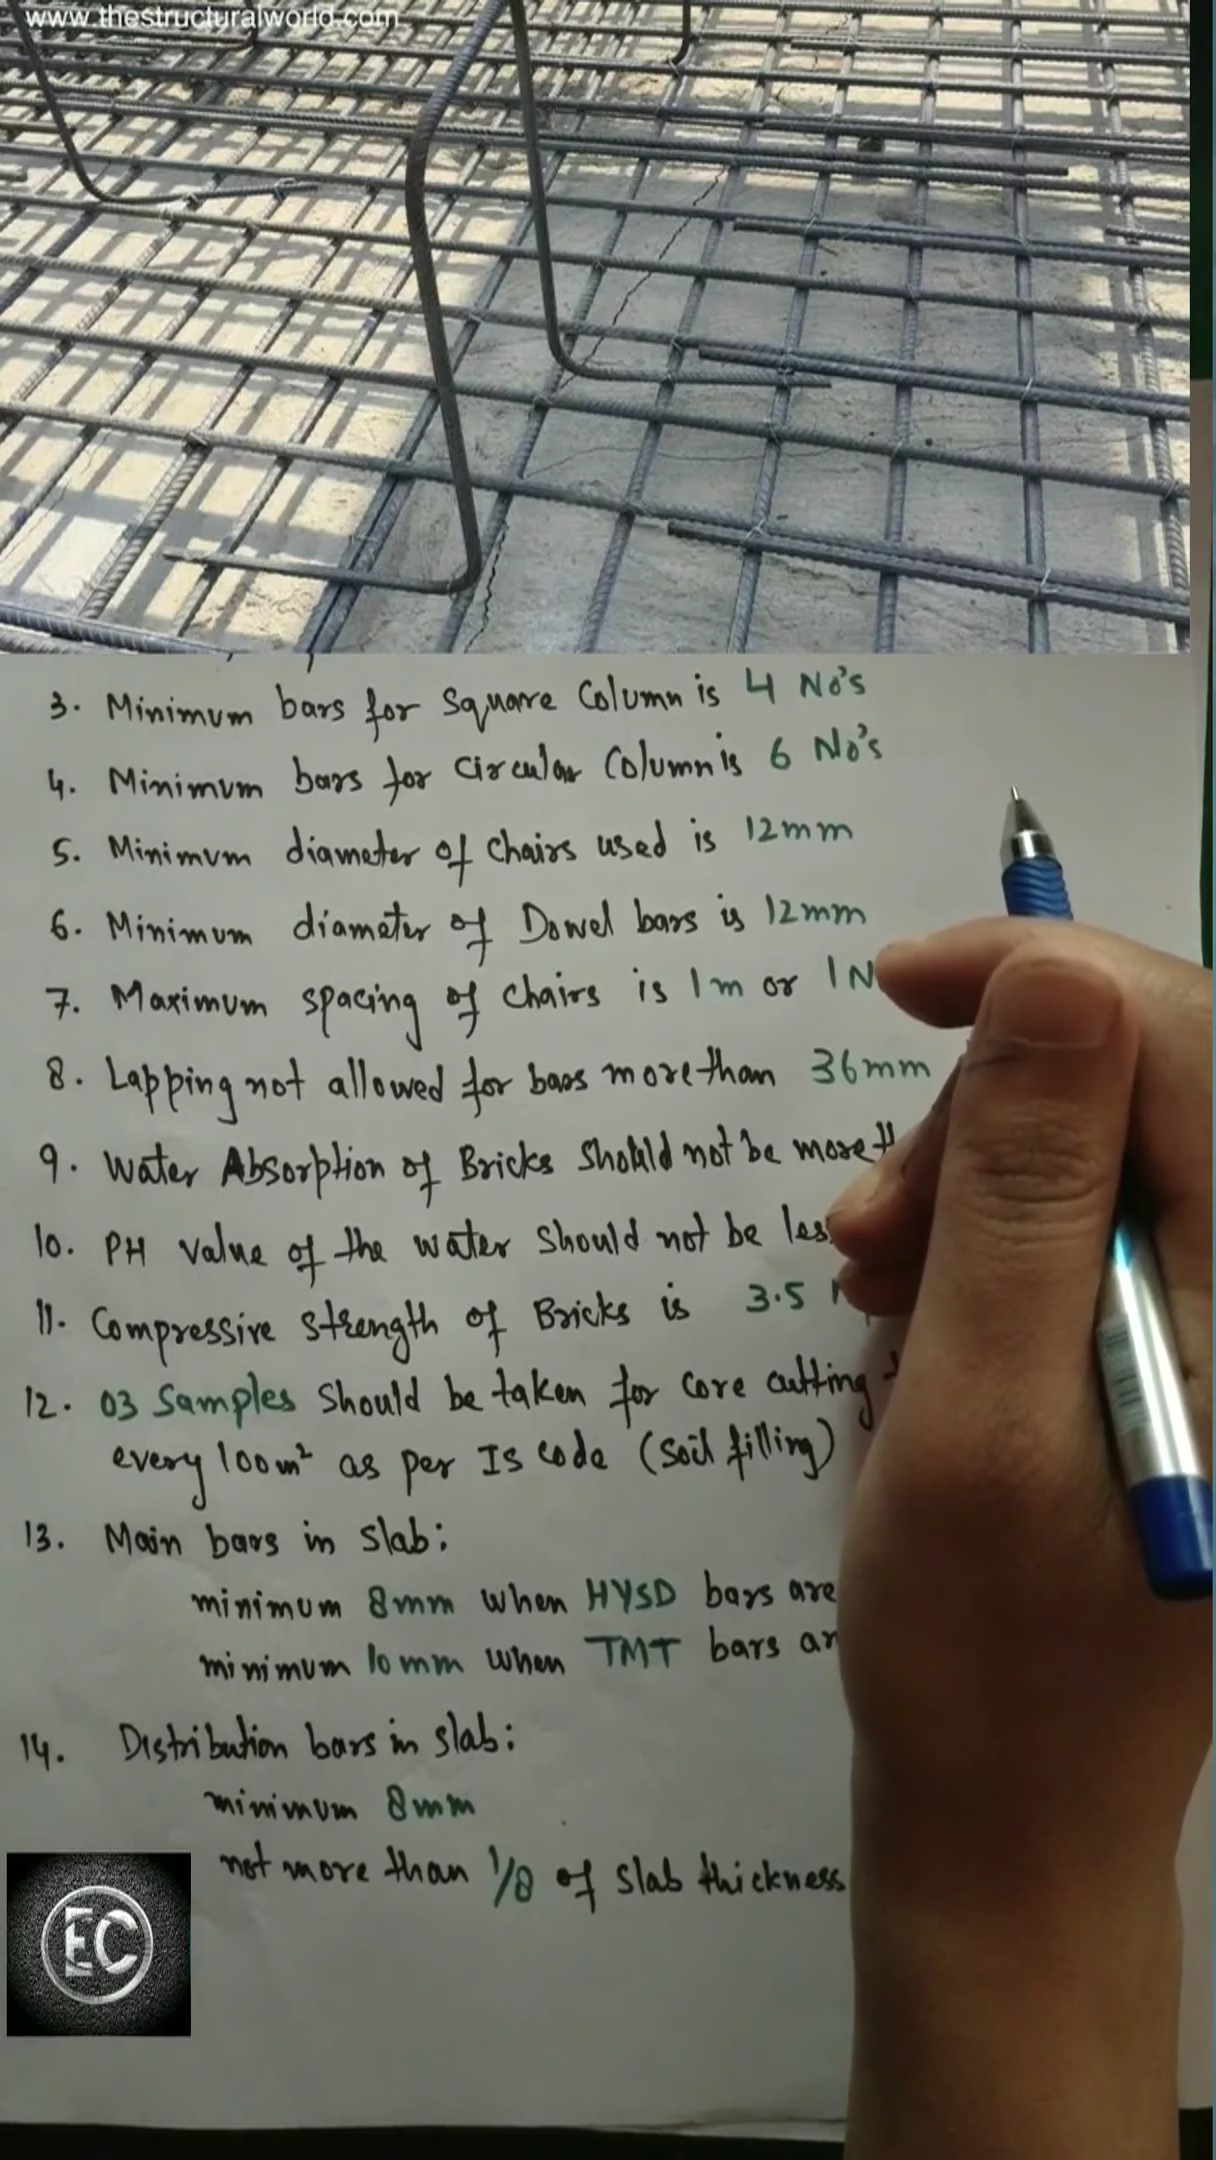 www.thestructuralworld.com
3. Minimum bars for Square Column is 4 No's
4. Minimum bars for Circular Column is 6 No's
5. Minimum diameter of Chairs used is 12mm
6. Minimum diameter of Dowel bars is 12mm
7. Maximum spacing of chairs is 1m or 1N
8. Lapping not allowed for bars more than 36mm
9. Water Absorption of Bricks Should not be more
10. PH value of the water should not be les
11. Compressive strength of Bricks is 3.5
12. 03 Samples Should be taken for core cutting
every 100m² as per Is code (soil filling)
13. Main bars in slab:
minimum 8mm when HYSD bars are
minimum 10mm when TMT bars ar
14. Distribution bars in slab:
minimum 8mm
not more than 1/8 of slab thickness
EC